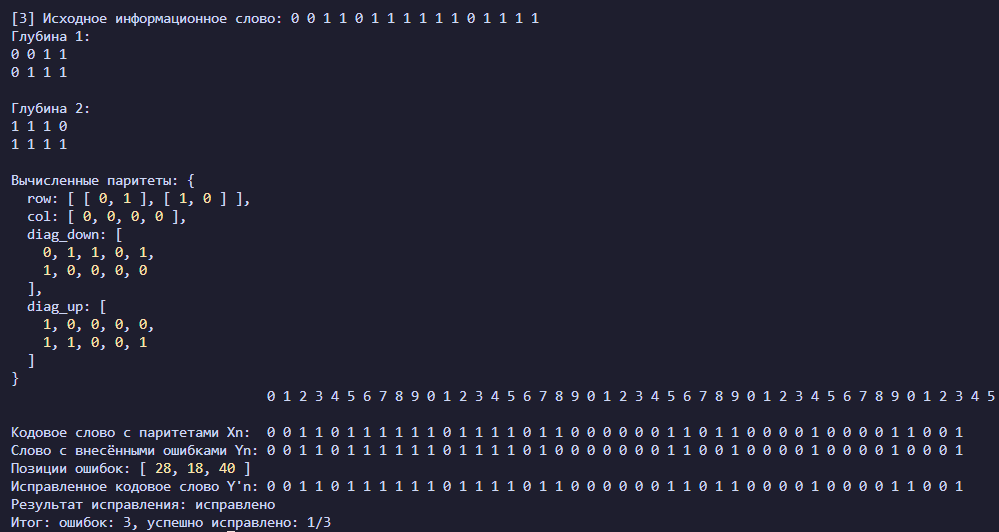 [3] Исходное информационное слово: 0 0 1 1 0 1 1 1 1 1 1 0 1 1 1 1
Глубина 1:
0 0 1 1
0 1 1 1
Глубина 2:
1 1 1 0
1 1 1 1
Вычисленные паритеты: {
row: [ [ 0, 1 ], [ 1, 0 ] ],
col: [ 0, 0, 0, 0 ],
diag_down: [
0, 1, 1, 0, 1,
1, 0, 0, 0, 0
],
diag_up: [
1, 0, 0, 0, 0,
1, 1, 0, 0, 1
]
}
0 1 2 3 4 5 6 7 8 9 0 1 2 3 4 5 6 7 8 9 0 1 2 3 4 5 6 7 8 9 0 1 2 3 4 5 6 7 8 9 0 1 2 3 4 5
Кодовое слово с паритетами Xn: 0 0 1 1 0 1 1 1 1 1 1 0 1 1 1 1 0 1 1 0 0 0 0 0 0 1 1 0 1 1 0 0 0 0 1 0 0 0 0 1 1 0 0 1
Слово с внесёнными ошибками Yn: 0 0 1 1 0 1 1 1 1 1 1 0 1 1 1 1 0 1 0 0 0 0 0 0 0 1 1 0 0 1 0 0 0 0 1 0 0 0 0 1 0 0 0 1
Позиции ошибок: [ 28, 18, 40 ]
Исправленное кодовое слово Y'n: 0 0 1 1 0 1 1 1 1 1 1 0 1 1 1 1 0 1 1 0 0 0 0 0 0 1 1 0 1 1 0 0 0 0 1 0 0 0 0 1 1 0 0 1
Результат исправления: исправлено
Итог: ошибок: 3, успешно исправлено: 1/3